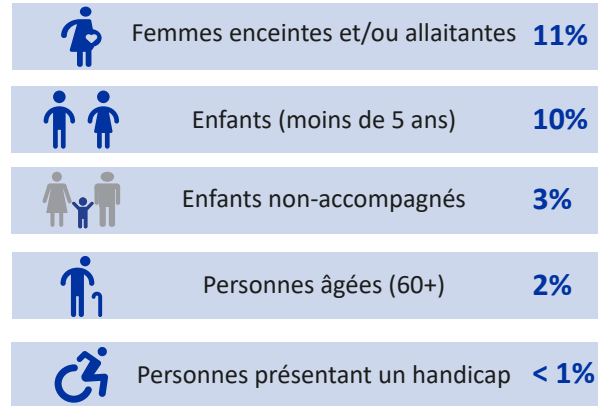 Femmes enceintes et/ou allaitantes 11%
Enfants (moins de 5 ans) 10%
Enfants non-accompagnés 3%
Personnes âgées (60+) 2%
Personnes présentant un handicap < 1%